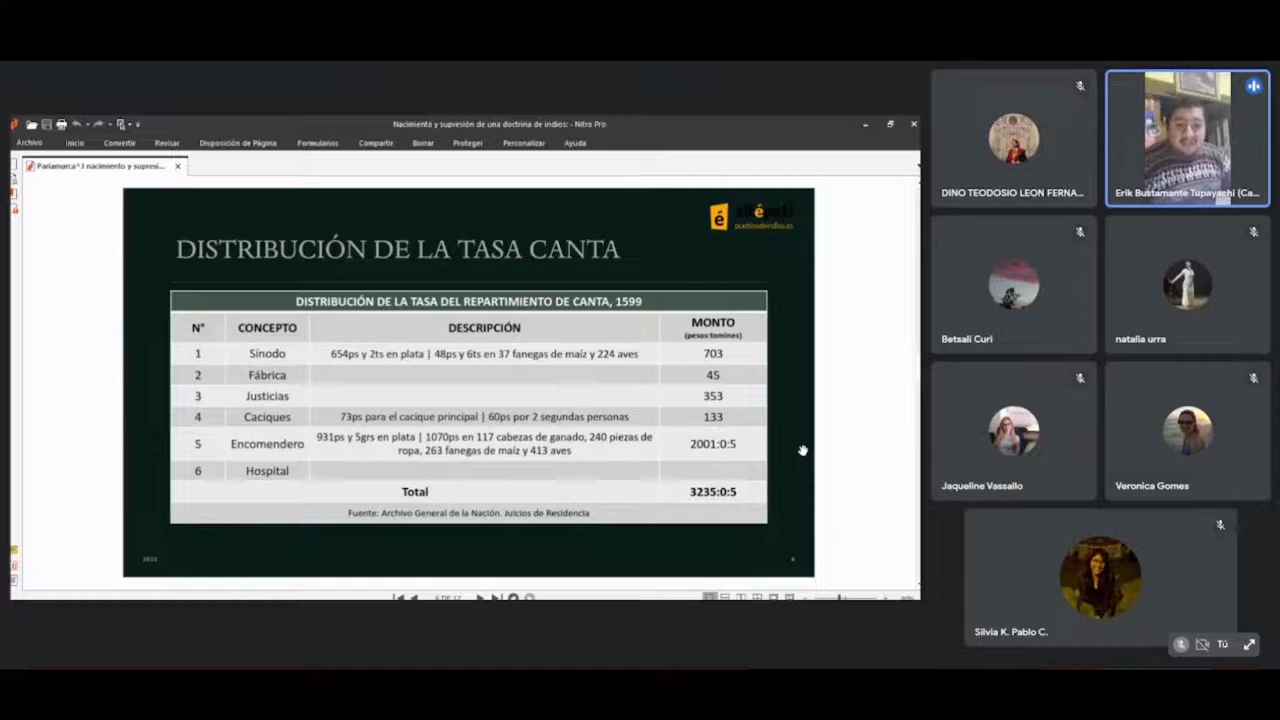 Nacimiento y supresión de una doctrina de indios: - Nitro Pro
Archivo Inicio Convertir Revisar Disposición de Página Formularios Compartir Borrar Proteger Personalizar Ayuda
Pariamarca^J nacimiento y supresi...
é
pueblosdeindios.es
DISTRIBUCIÓN DE LA TASA CANTA
DISTRIBUCIÓN DE LA TASA DEL REPARTIMIENTO DE CANTA, 1599
N° CONCEPTO DESCRIPCIÓN MONTO
(pesos:tomines)
1 Sínodo 654ps y 2ts en plata | 48ps y 6ts en 37 fanegas de maíz y 224 aves 703
2 Fábrica 45
3 Justicias 353
4 Caciques 73ps para el cacique principal | 60ps por 2 segundas personas 133
5 Encomendero 931ps y 5grs en plata | 1070ps en 117 cabezas de ganado, 240 piezas de
ropa, 263 fanegas de maíz y 413 aves 2001:0:5
6 Hospital
Total 3235:0:5
Fuente: Archivo General de la Nación. Juicios de Residencia
6
DINO TEODOSIO LEON FERNA...
Erik Bustamante Tupayachi (Ca...
Betsalí Curi
natalia urra
Jaqueline Vassallo
Veronica Gomes
Silvia K. Pablo C.
Tú